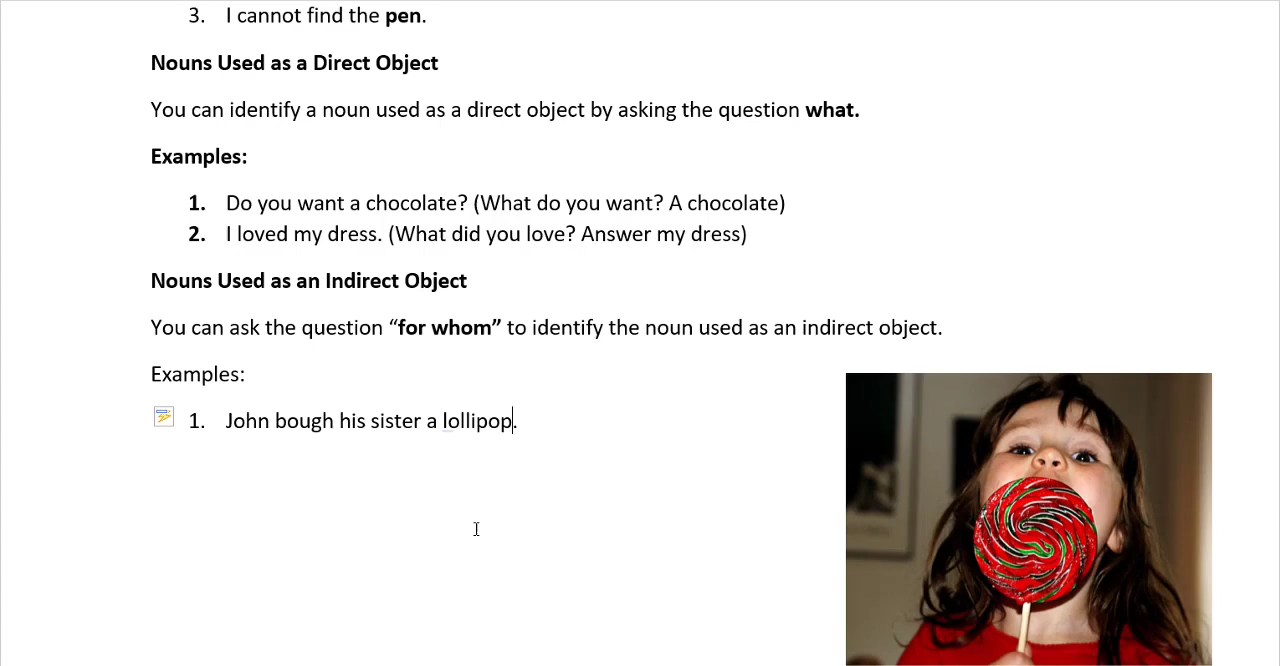 3. I cannot find the pen.
Nouns Used as a Direct Object
You can identify a noun used as a direct object by asking the question what.
Examples:
1. Do you want a chocolate? (What do you want? A chocolate)
2. I loved my dress. (What did you love? Answer my dress)
Nouns Used as an Indirect Object
You can ask the question “for whom” to identify the noun used as an indirect object.
Examples:
1. John bough his sister a lollipop.